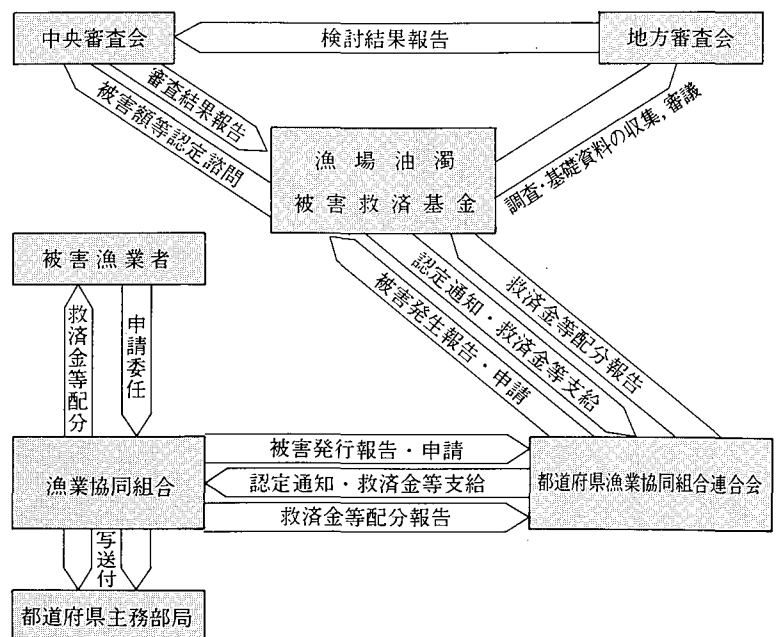 中央審査会
検討結果報告
地方審査会
審査結果報告
被害額等認定諮問
漁場油濁
被害救済基金
調査・基礎資料の収集,審議
被害漁業者
救済金等配分報告
認定通知・救済金等支給
被害発生報告・申請
救済金等配分
申請委任
漁業協同組合
被害発行報告・申請
認定通知・救済金等支給
救済金等配分報告
都道府県漁業協同組合連合会
写送付
都道府県主務部局